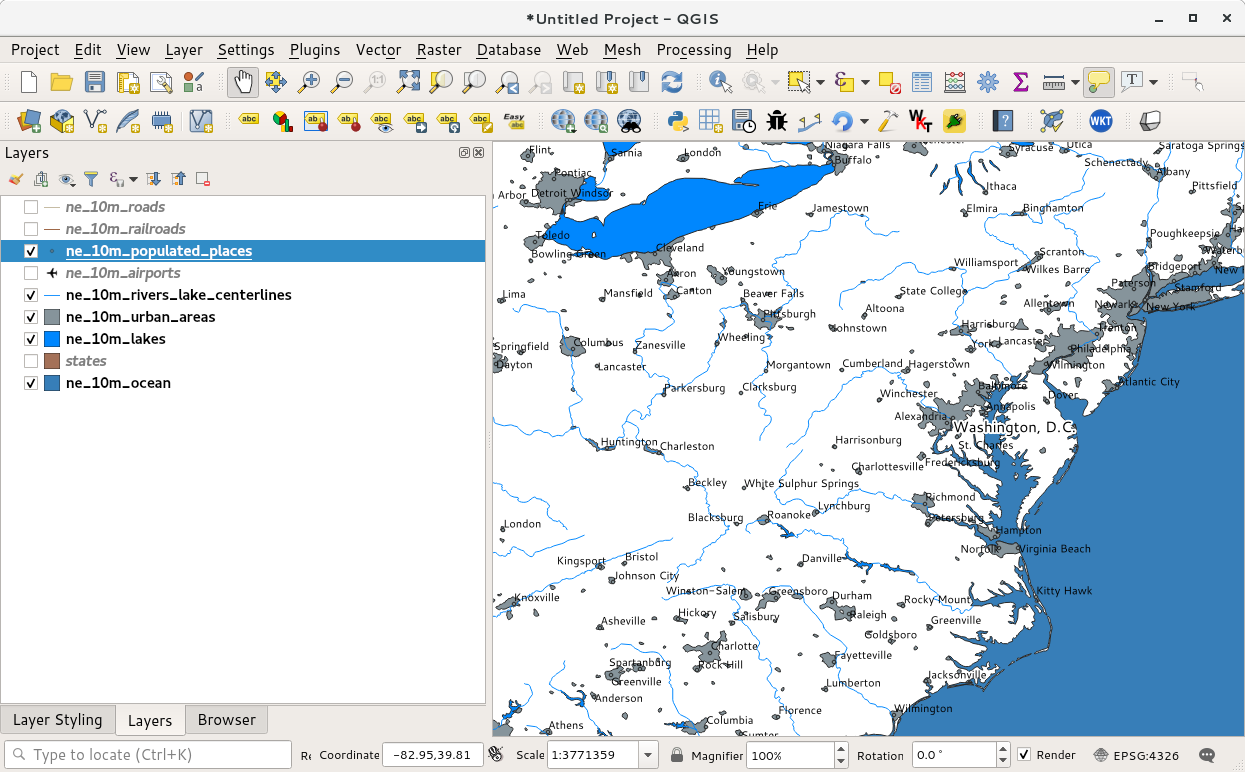 *Untitled Project - QGIS
Project Edit View Layer Settings Plugins Vector Raster Database Web Mesh Processing Help
Layers
ne_10m_roads
ne_10m_railroads
ne_10m_populated_places
ne_10m_airports
ne_10m_rivers_lake_centerlines
ne_10m_urban_areas
ne_10m_lakes
states
ne_10m_ocean
Layer Styling Layers Browser
Flint
Sarnia
London
Niagara Falls
Buffalo
Syracuse
Utica
Saratoga Springs
Pontiac
Schenectady
Albany
Arbor
Detroit Windsor
Ithaca
Pittsfield
Erie
Jamestown
Elmira
Binghamton
Toledo
Poughkeepsie
Bowling Green
Cleveland
Scranton
Waterb
Akron
Youngstown
Williamsport
Wilkes Barre
Bridgeport
New
Lima
Mansfield
Canton
Beaver Falls
State College
Paterson
Stamford
Altoona
Allentown
Newark
New York
Pittsburgh
Johnstown
Harrisburg
Trenton
Springfield
Columbus
Zanesville
Wheeling
York
Lancaster
Philadelphia
Dayton
Lancaster
Morgantown
Cumberland
Hagerstown
Wilmington
Parkersburg
Clarksburg
Winchester
Baltimore
Dover
Atlantic City
Annapolis
Alexandria
Washington, D.C.
Huntington
Charleston
Harrisonburg
St. Charles
Charlottesville
Fredericksburg
Beckley
White Sulphur Springs
Richmond
Lynchburg
Blacksburg
Roanoke
Petersburg
London
Hampton
Norfolk
Virginia Beach
Kingsport
Bristol
Danville
Johnson City
Knoxville
Winston-Salem
Greensboro
Durham
Rocky Mount
Kitty Hawk
Hickory
Salisbury
Raleigh
Asheville
Greenville
Goldsboro
Charlotte
Spartanburg
Rock Hill
Fayetteville
Greenville
Lumberton
Jacksonville
Anderson
Florence
Wilmington
Athens
Columbia
Sumter
Type to locate (Ctrl+K) Coordinate -82.95,39.81 Scale 1:3771359 Magnifier 100% Rotation 0.0 ° Render EPSG:4326